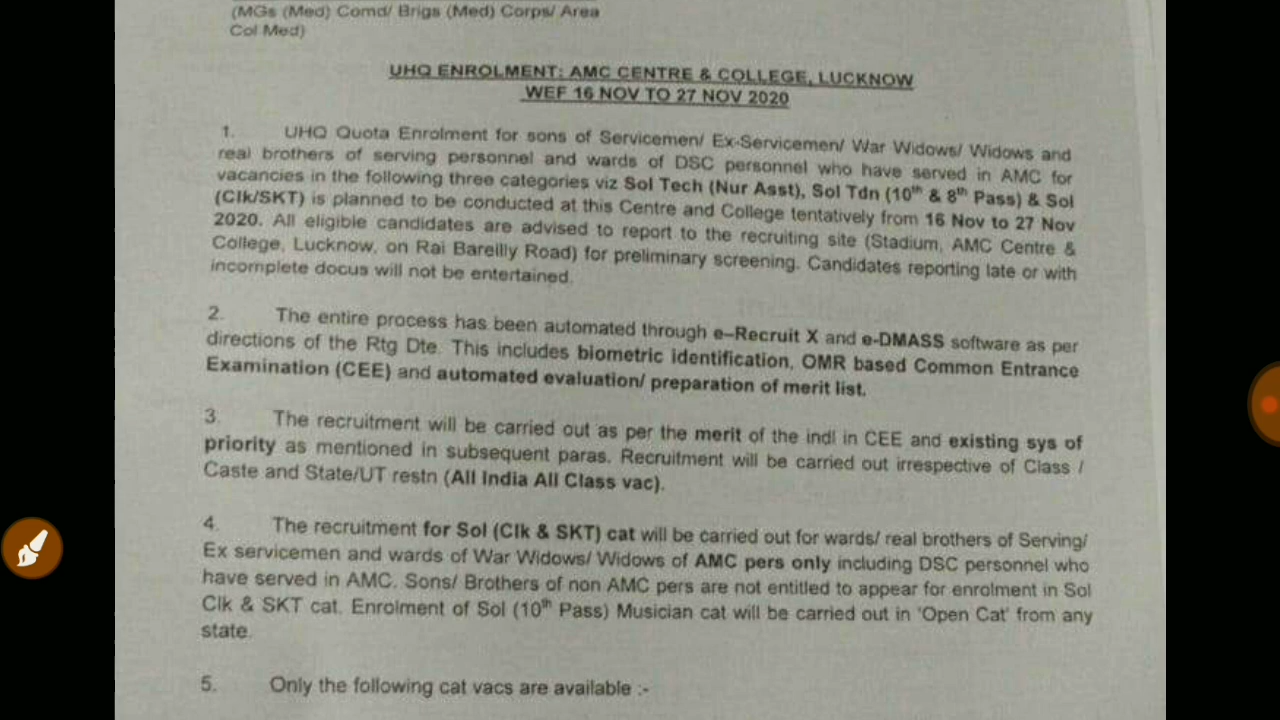 (MGs (Med) Comd/ Brigs (Med) Corps/ Area
Col Med)
UHQ ENROLMENT: AMC CENTRE & COLLEGE, LUCKNOW
WEF 16 NOV TO 27 NOV 2020
1. UHQ Quota Enrolment for sons of Servicemen/ Ex-Servicemen/ War Widows/ Widows and
real brothers of serving personnel and wards of DSC personnel who have served in AMC for
vacancies in the following three categories viz Sol Tech (Nur Asst), Sol Tdn (10th & 8th Pass) & Sol
(Clk/SKT) is planned to be conducted at this Centre and College tentatively from 16 Nov to 27 Nov
2020. All eligible candidates are advised to report to the recruiting site (Stadium, AMC Centre &
College, Lucknow, on Rai Bareilly Road) for preliminary screening. Candidates reporting late or with
incomplete docus will not be entertained.
2. The entire process has been automated through e–Recruit X and e-DMASS software as per
directions of the Rtg Dte. This includes biometric identification, OMR based Common Entrance
Examination (CEE) and automated evaluation/ preparation of merit list.
3. The recruitment will be carried out as per the merit of the indl in CEE and existing sys of
priority as mentioned in subsequent paras. Recruitment will be carried out irrespective of Class /
Caste and State/UT restn (All India All Class vac).
4. The recruitment for Sol (Clk & SKT) cat will be carried out for wards/ real brothers of Serving/
Ex servicemen and wards of War Widows/ Widows of AMC pers only including DSC personnel who
have served in AMC. Sons/ Brothers of non AMC pers are not entitled to appear for enrolment in Sol
Clk & SKT cat. Enrolment of Sol (10th Pass) Musician cat will be carried out in 'Open Cat' from any
state.
5. Only the following cat vacs are available :-